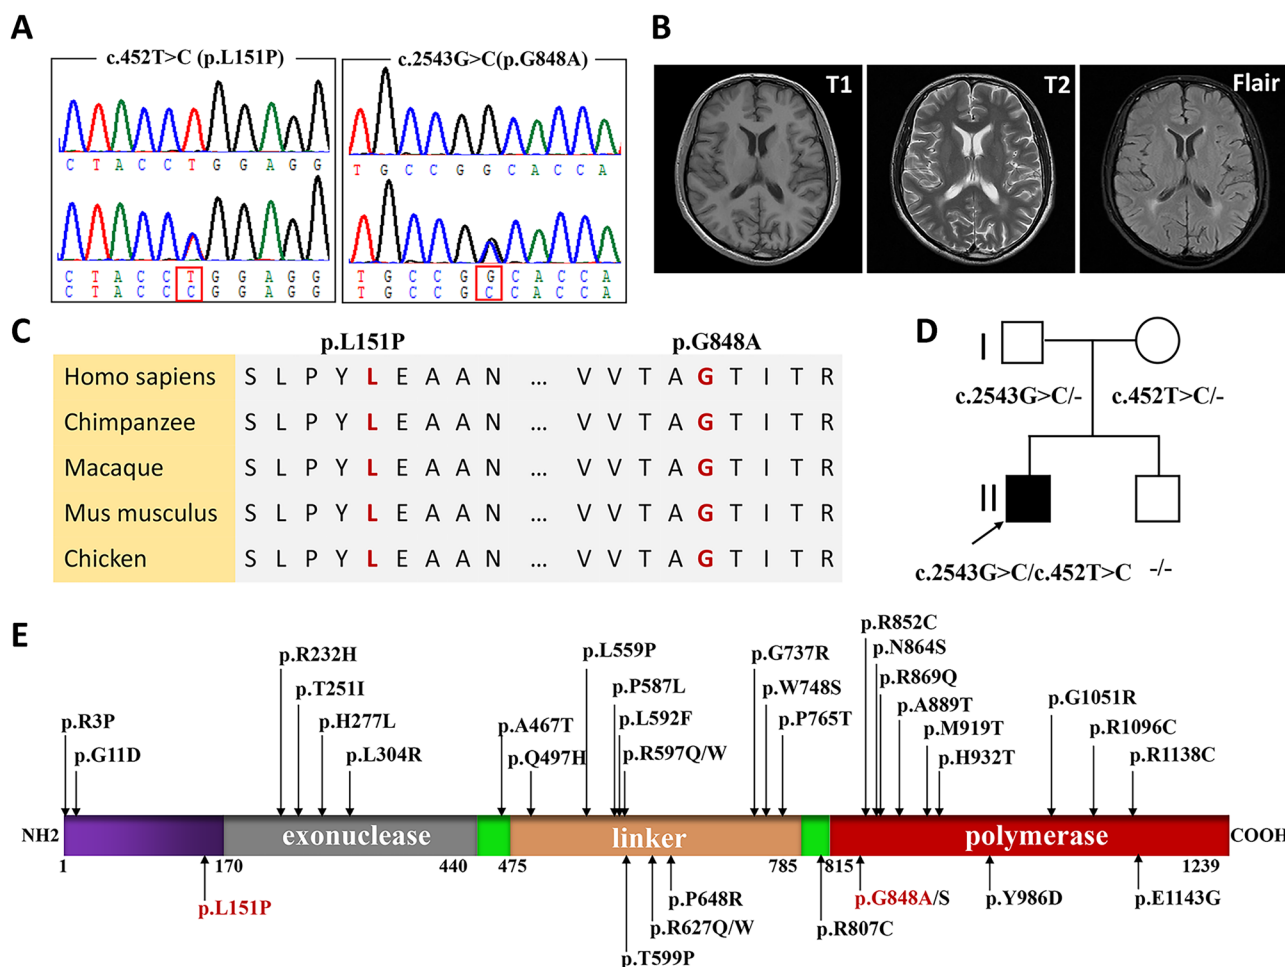 A
c.452T>C (p.L151P)
c.2543G>C(p.G848A)
C T A C C T G G A G G
T G C C G G C A C C A
C T A C C T G G A G G
C T A C C C G G A G G
T G C C G G C A C C A
T G C C G C C A C C A
B
T1
T2
Flair
C
p.L151P
p.G848A
Homo sapiens S L P Y L E A A N ... V V T A G T I T R
Chimpanzee S L P Y L E A A N ... V V T A G T I T R
Macaque S L P Y L E A A N ... V V T A G T I T R
Mus musculus S L P Y L E A A N ... V V T A G T I T R
Chicken S L P Y L E A A N ... V V T A G T I T R
D
I
c.2543G>C/-
c.452T>C/-
II
c.2543G>C/c.452T>C
-/-
E
p.R3P
p.G11D
p.R232H
p.T251I
p.H277L
p.L304R
p.A467T
p.Q497H
p.L559P
p.P587L
p.L592F
p.R597Q/W
p.G737R
p.W748S
p.P765T
p.R852C
p.N864S
p.R869Q
p.A889T
p.M919T
p.H932T
p.G1051R
p.R1096C
p.R1138C
NH2
exonuclease
linker
polymerase
COOH
1
170
440
475
785
815
1239
p.L151P
p.P648R
p.R627Q/W
p.T599P
p.R807C
p.G848A/S
p.Y986D
p.E1143G